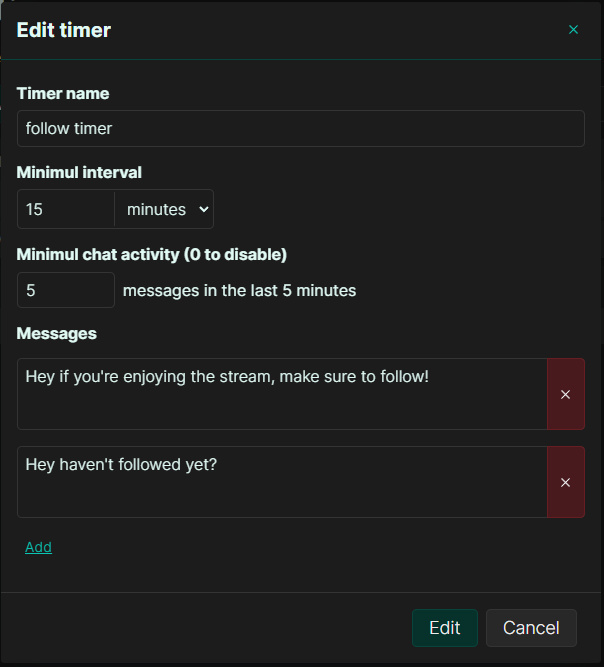 Edit timer ×
Timer name
follow timer
Minimul interval
15 minutes
Minimul chat activity (0 to disable)
5 messages in the last 5 minutes
Messages
Hey if you're enjoying the stream, make sure to follow!
×
Hey haven't followed yet?
×
Add
Edit Cancel